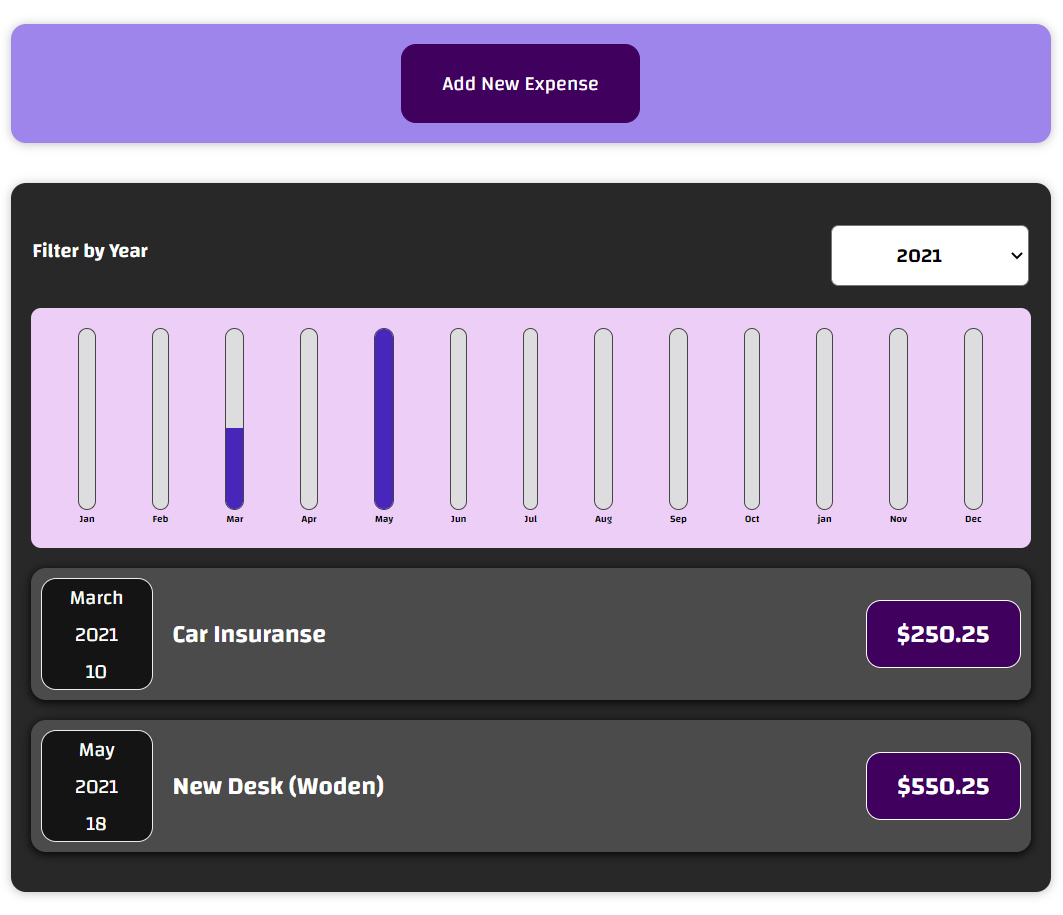 Add New Expense
Filter by Year
2021
Jan Feb Mar Apr May Jun Jul Aug Sep Oct jan Nov Dec
March
2021
10
Car Insuranse
$250.25
May
2021
18
New Desk (Woden)
$550.25